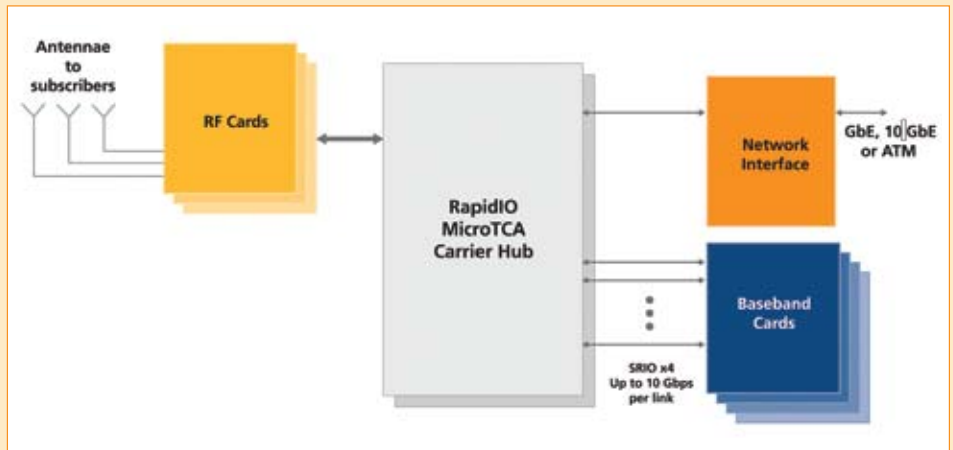 Antennae
to
subscribers
RF Cards
RapidIO
MicroTCA
Carrier Hub
Network
Interface
GbE, 10 GbE
or ATM
Baseband
Cards
SRIO x4
Up to 10 Gbps
per link